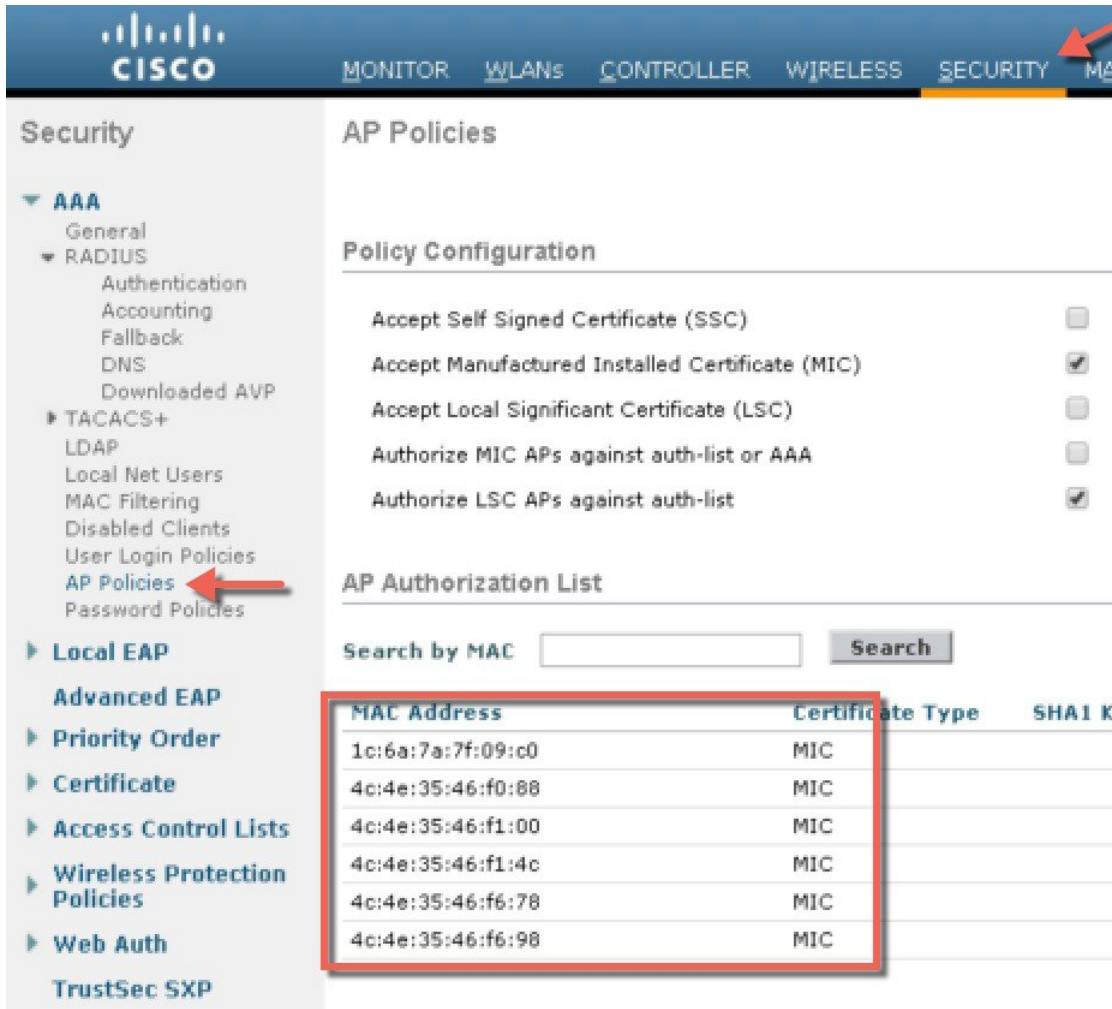 CISCO
MONITOR WLANs CONTROLLER WIRELESS SECURITY
Security
AAA
General
RADIUS
Authentication
Accounting
Fallback
DNS
Downloaded AVP
TACACS+
LDAP
Local Net Users
MAC Filtering
Disabled Clients
User Login Policies
AP Policies
Password Policies
Local EAP
Advanced EAP
Priority Order
Certificate
Access Control Lists
Wireless Protection
Policies
Web Auth
TrustSec SXP
AP Policies
Policy Configuration
Accept Self Signed Certificate (SSC)
Accept Manufactured Installed Certificate (MIC)
Accept Local Significant Certificate (LSC)
Authorize MIC APs against auth-list or AAA
Authorize LSC APs against auth-list
AP Authorization List
Search by MAC Search
MAC Address Certificate Type SHA1 K
1c:6a:7a:7f:09:c0 MIC
4c:4e:35:46:f0:88 MIC
4c:4e:35:46:f1:00 MIC
4c:4e:35:46:f1:4c MIC
4c:4e:35:46:f6:78 MIC
4c:4e:35:46:f6:98 MIC